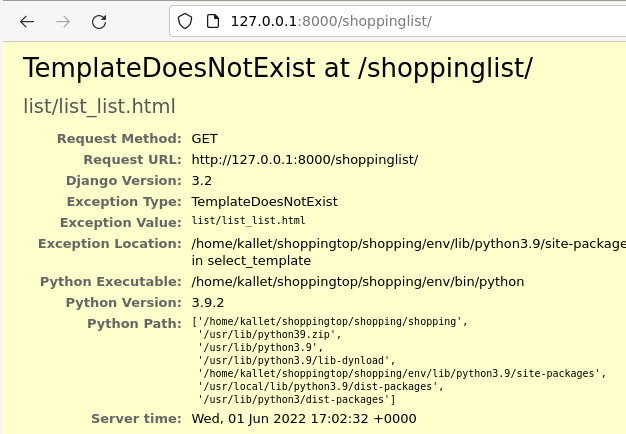 127.0.0.1:8000/shoppinglist/
TemplateDoesNotExist at /shoppinglist/
list/list_list.html
Request Method: GET
Request URL: http://127.0.0.1:8000/shoppinglist/
Django Version: 3.2
Exception Type: TemplateDoesNotExist
Exception Value: list/list_list.html
Exception Location: /home/kallet/shoppingtop/shopping/env/lib/python3.9/site-package
in select_template
Python Executable: /home/kallet/shoppingtop/shopping/env/bin/python
Python Version: 3.9.2
Python Path: ['/home/kallet/shoppingtop/shopping/shopping',
'/usr/lib/python39.zip',
'/usr/lib/python3.9',
'/usr/lib/python3.9/lib-dynload',
'/home/kallet/shoppingtop/shopping/env/lib/python3.9/site-packages',
'/usr/local/lib/python3.9/dist-packages',
'/usr/lib/python3/dist-packages']
Server time: Wed, 01 Jun 2022 17:02:32 +0000